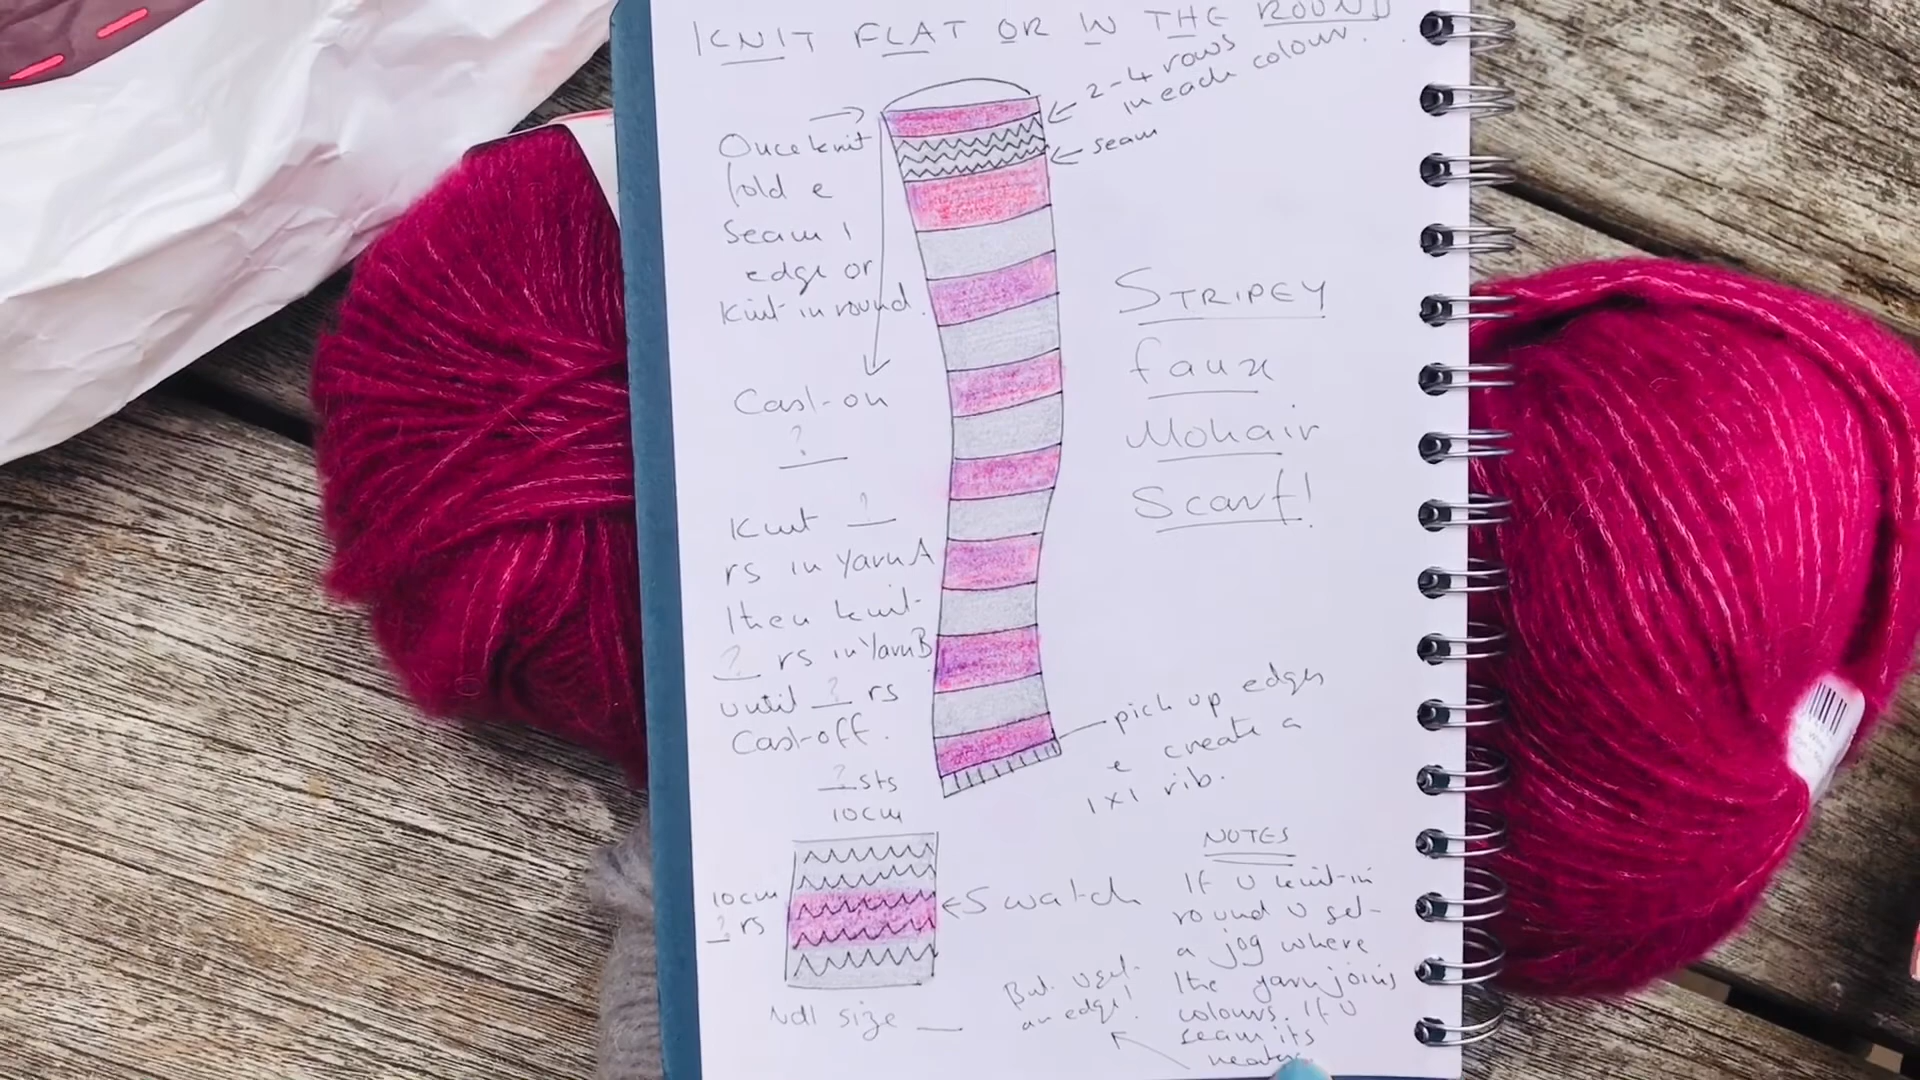 KNIT FLAT OR IN THE ROUND
2-4 rows
in each colour.
seam
Once knit
fold e
seam 1
edge or
knit in round.
Cast-on
?
Knit ?
rs in Yarn A
then knit
? rs in Yarn B
until ? rs
Cast-off.
STRIPEY
faux
Mohair
Scarf!
pick up edges
e create a
1x1 rib.
? sts
10cm
10cm
? rs
Swatch
Ndl size
NOTES
If U knit in
round U get
a jog where
the yarn joins
colours. If U
seam its
neater
But U get
an edge!